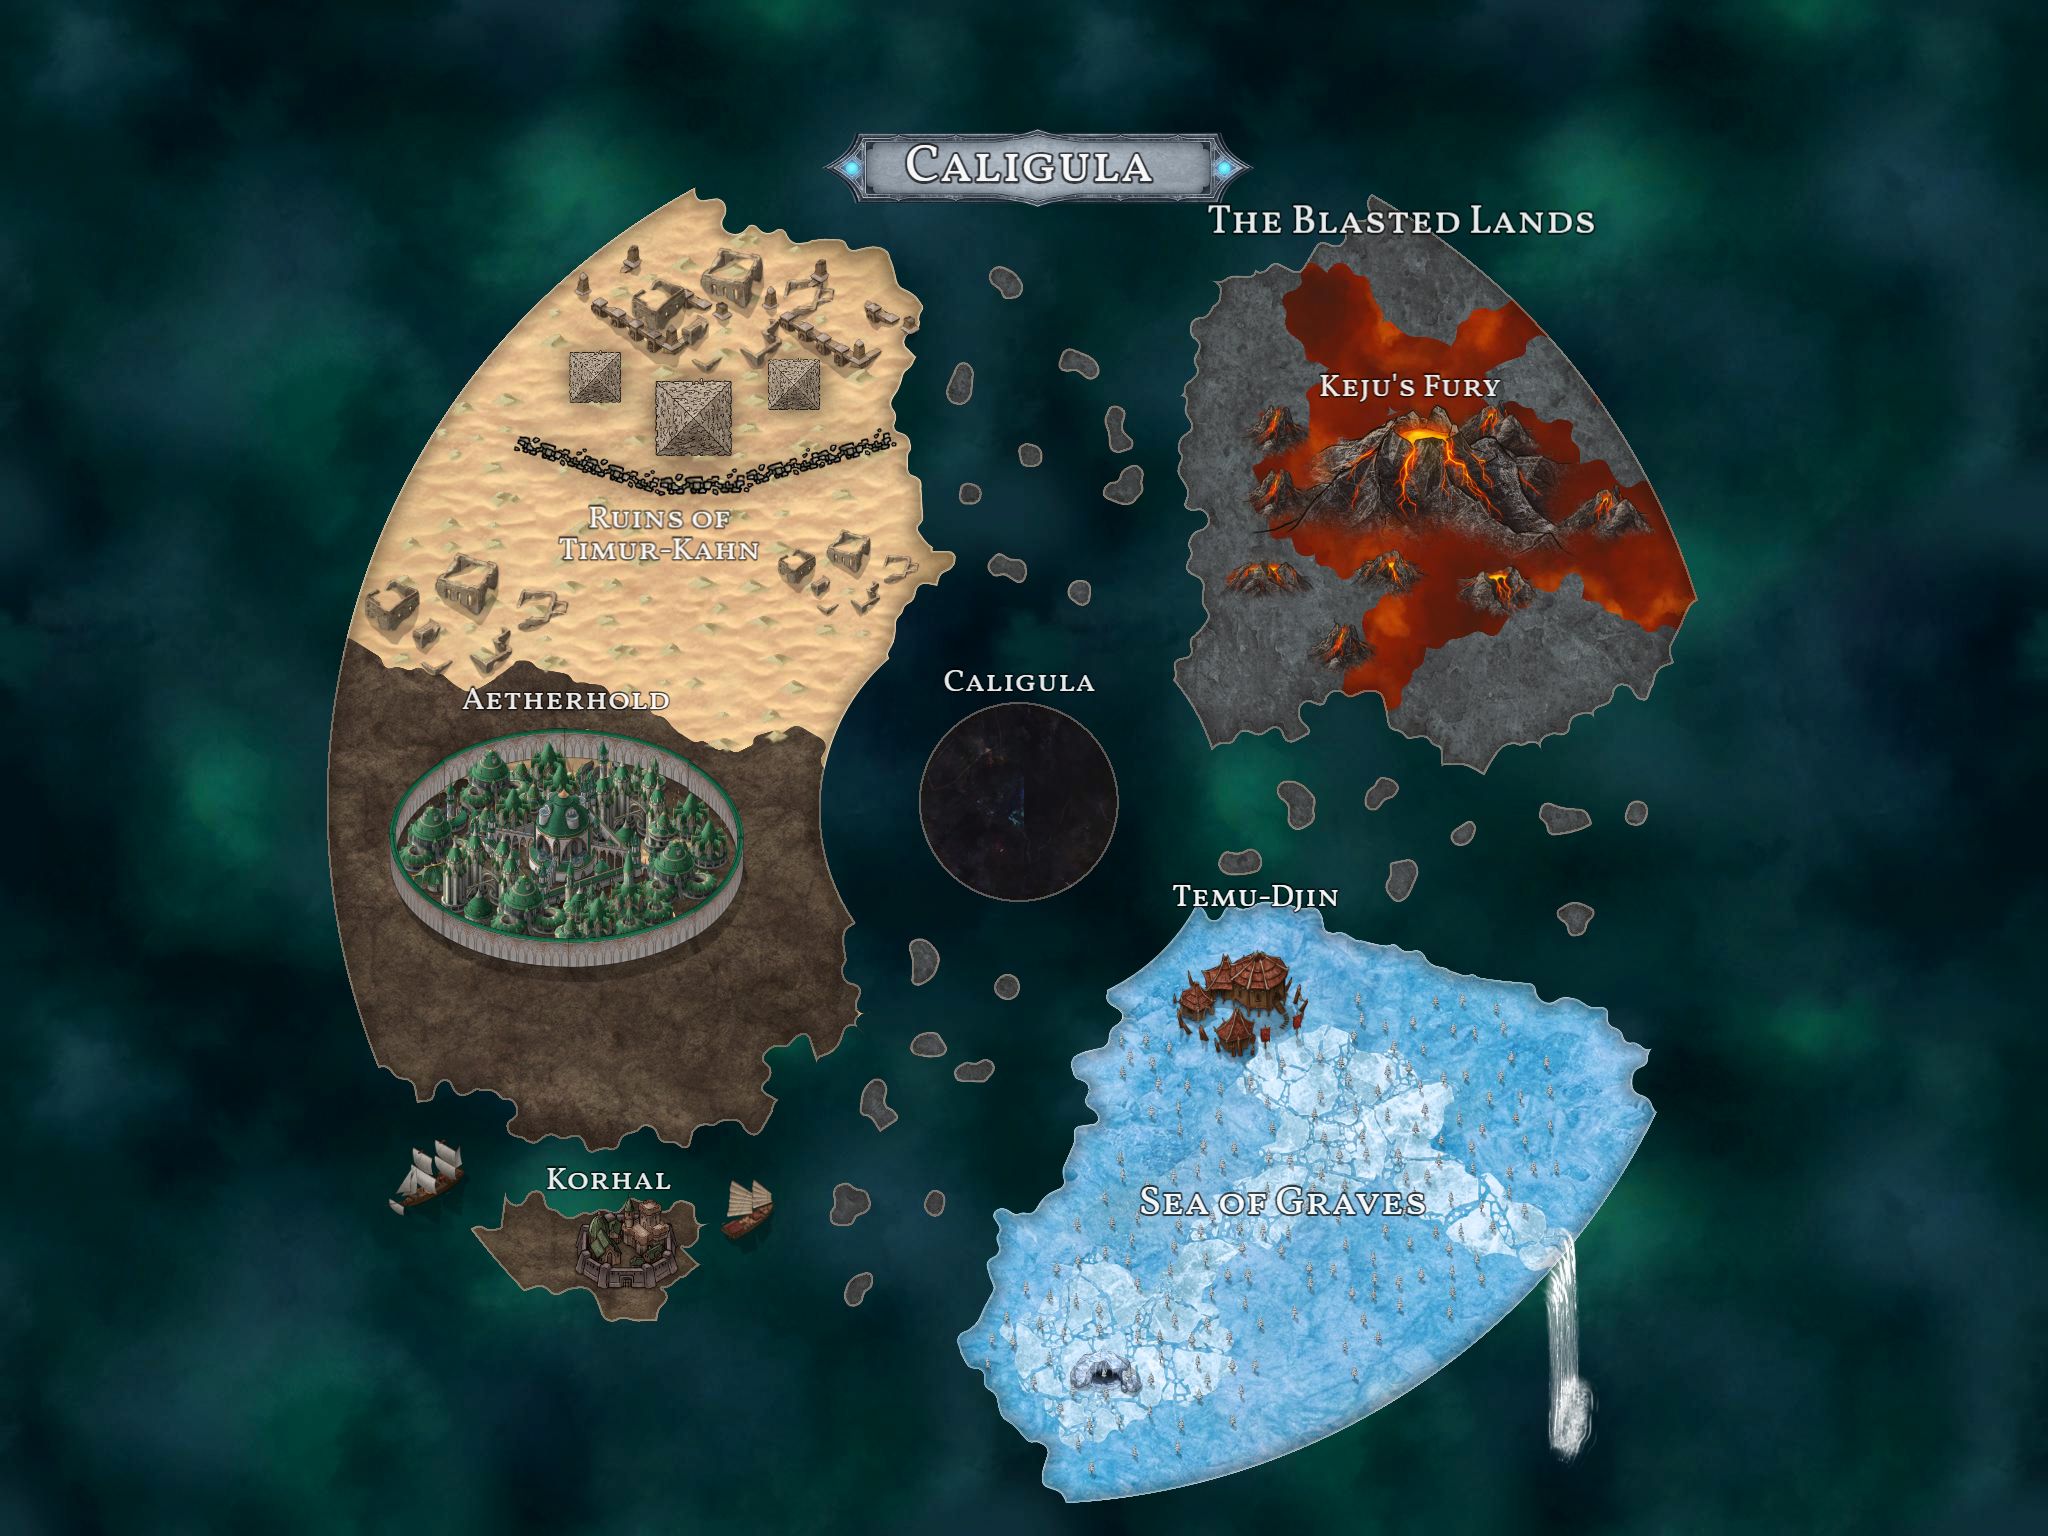 Caligula
The Blasted Lands
Keju's Fury
Ruins of
Timur-Kahn
Aetherhold
Caligula
Temu-Djin
Korhal
Sea of Graves